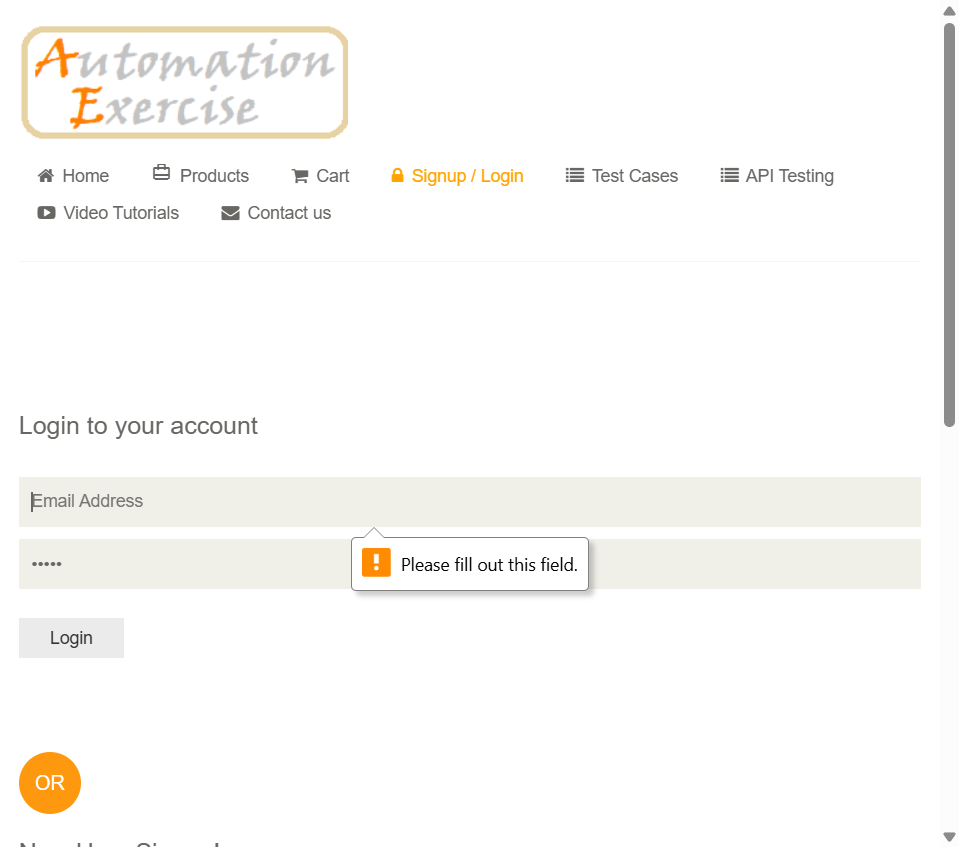 Automation
Exercise
Home Products Cart Signup / Login Test Cases API Testing
Video Tutorials Contact us
Login to your account
Email Address
•••••
Please fill out this field.
Login
OR